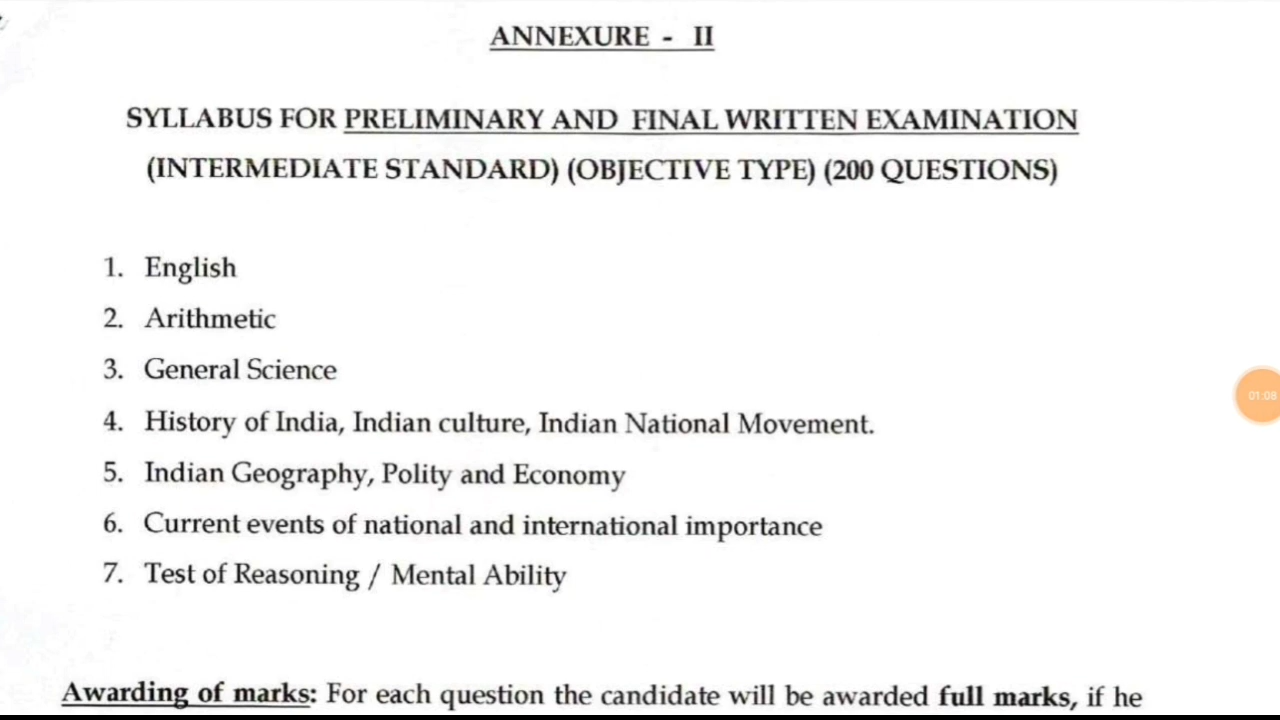 ANNEXURE - II
SYLLABUS FOR PRELIMINARY AND FINAL WRITTEN EXAMINATION
(INTERMEDIATE STANDARD) (OBJECTIVE TYPE) (200 QUESTIONS)
1. English
2. Arithmetic
3. General Science
4. History of India, Indian culture, Indian National Movement.
5. Indian Geography, Polity and Economy
6. Current events of national and international importance
7. Test of Reasoning / Mental Ability
Awarding of marks: For each question the candidate will be awarded full marks, if he
01:08